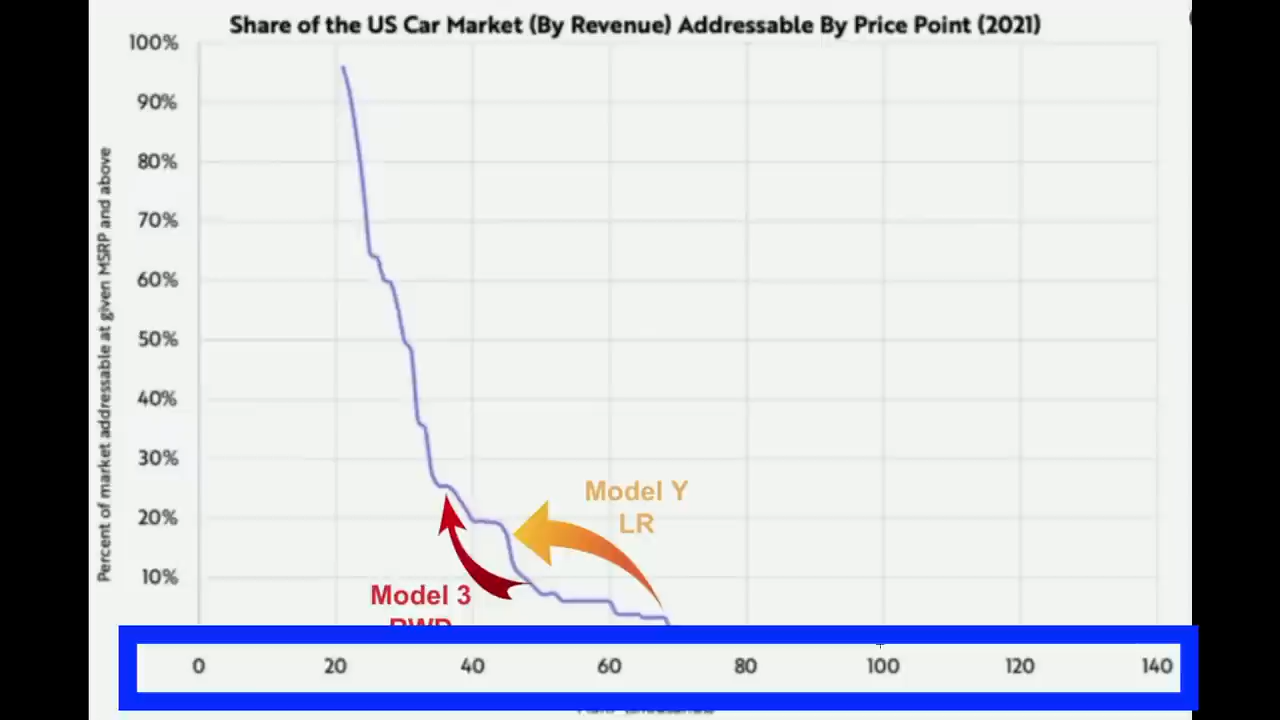 Share of the US Car Market (By Revenue) Addressable By Price Point (2021)
Percent of market addressable at given MSRP and above
100%
90%
80%
70%
60%
50%
40%
30%
20%
10%
Model Y
LR
Model 3
RWD
0 20 40 60 80 100 120 140